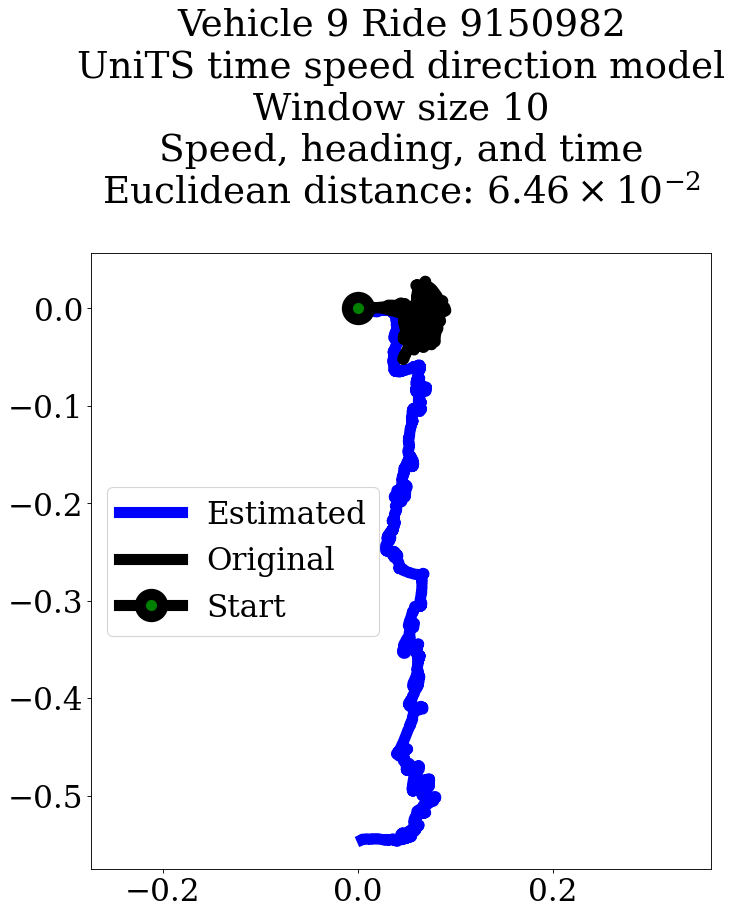 Vehicle 9 Ride 9150982
UniTS time speed direction model
Window size 10
Speed, heading, and time
Euclidean distance: 6.46 × 10⁻²
0.0
−0.1
−0.2
−0.3
−0.4
−0.5
Estimated
Original
Start
−0.2 0.0 0.2